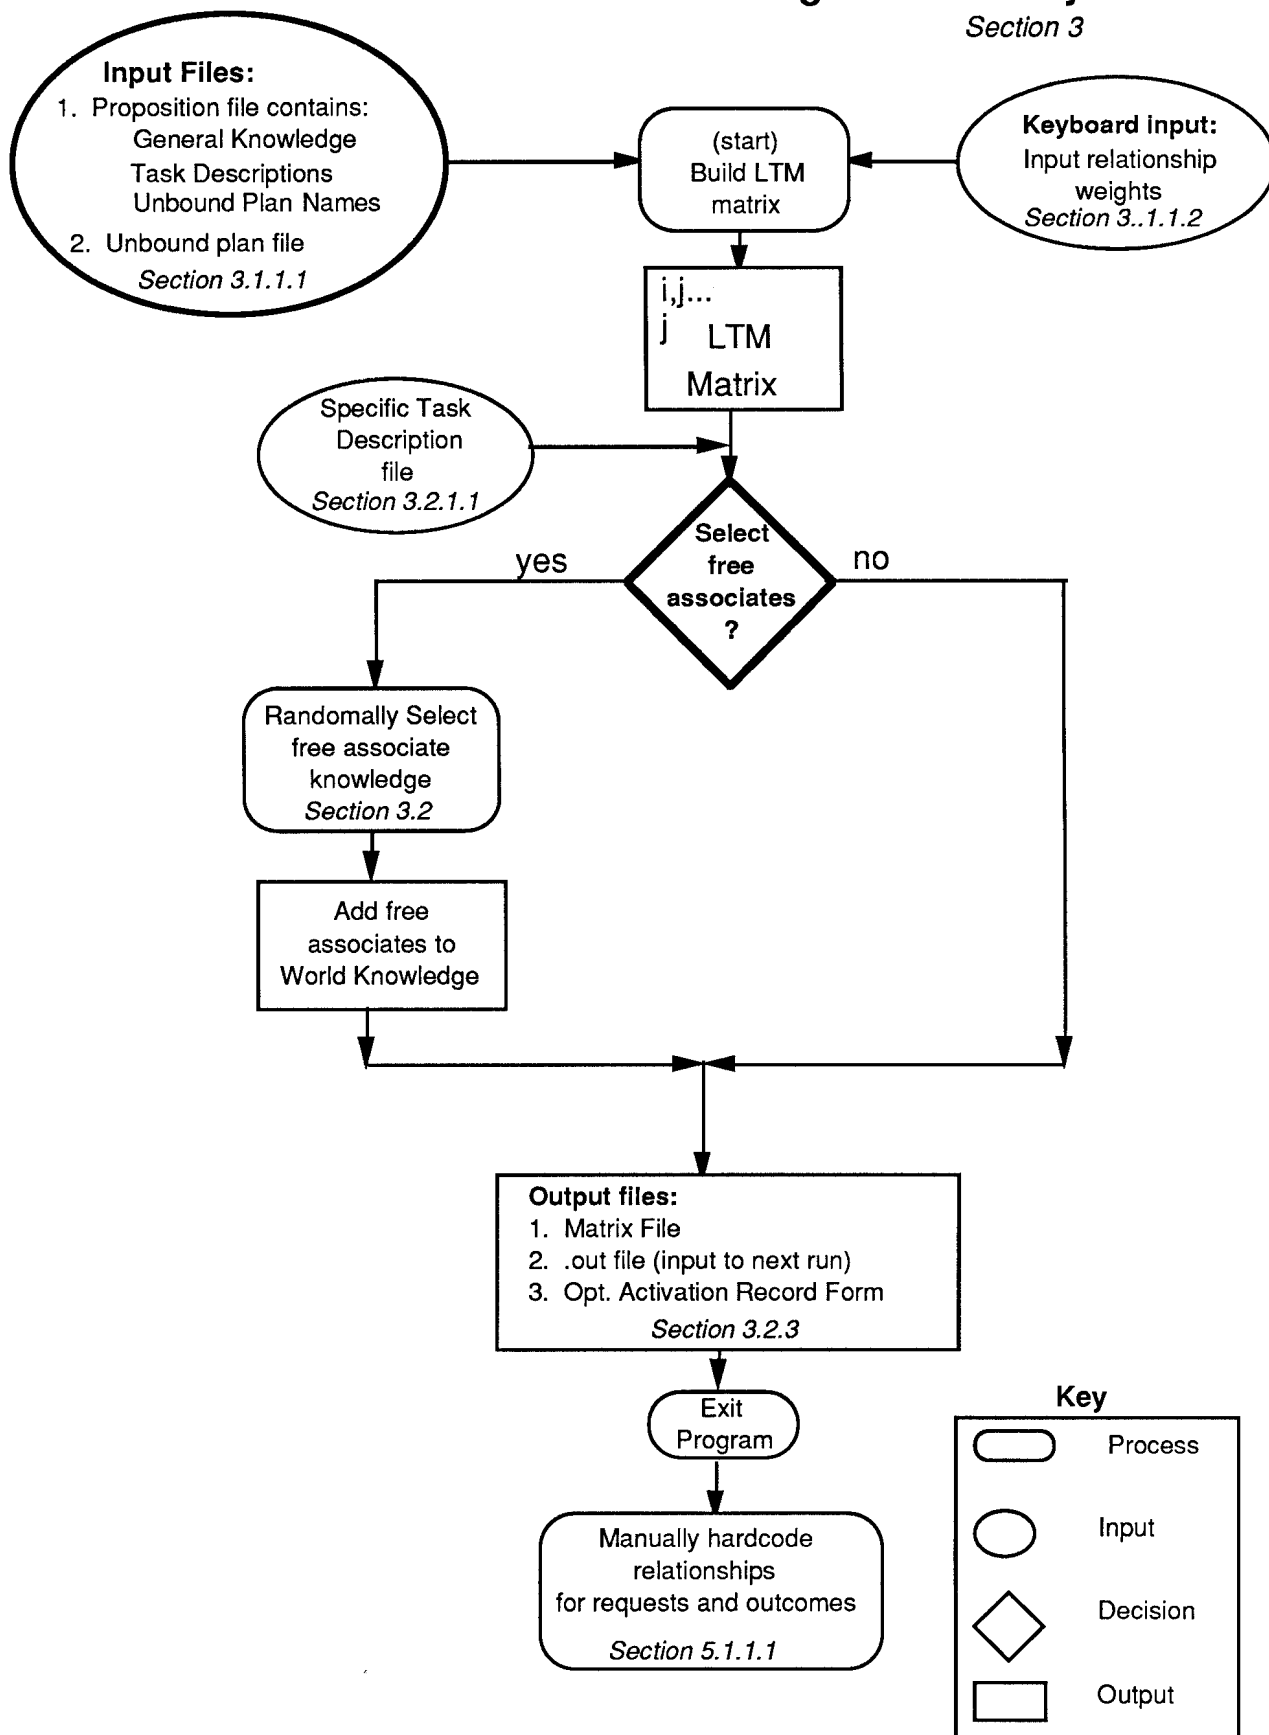 Section 3
Input Files:
1. Proposition file contains:
General Knowledge
Task Descriptions
Unbound Plan Names
2. Unbound plan file
Section 3.1.1.1
(start)
Build LTM
matrix
Keyboard input:
Input relationship
weights
Section 3..1.1.2
i,j...
j LTM
Matrix
Specific Task
Description
file
Section 3.2.1.1
Select
free
associates
?
yes
no
Randomally Select
free associate
knowledge
Section 3.2
Add free
associates to
World Knowledge
Output files:
1. Matrix File
2. .out file (input to next run)
3. Opt. Activation Record Form
Section 3.2.3
Exit
Program
Manually hardcode
relationships
for requests and outcomes
Section 5.1.1.1
Key
Process
Input
Decision
Output